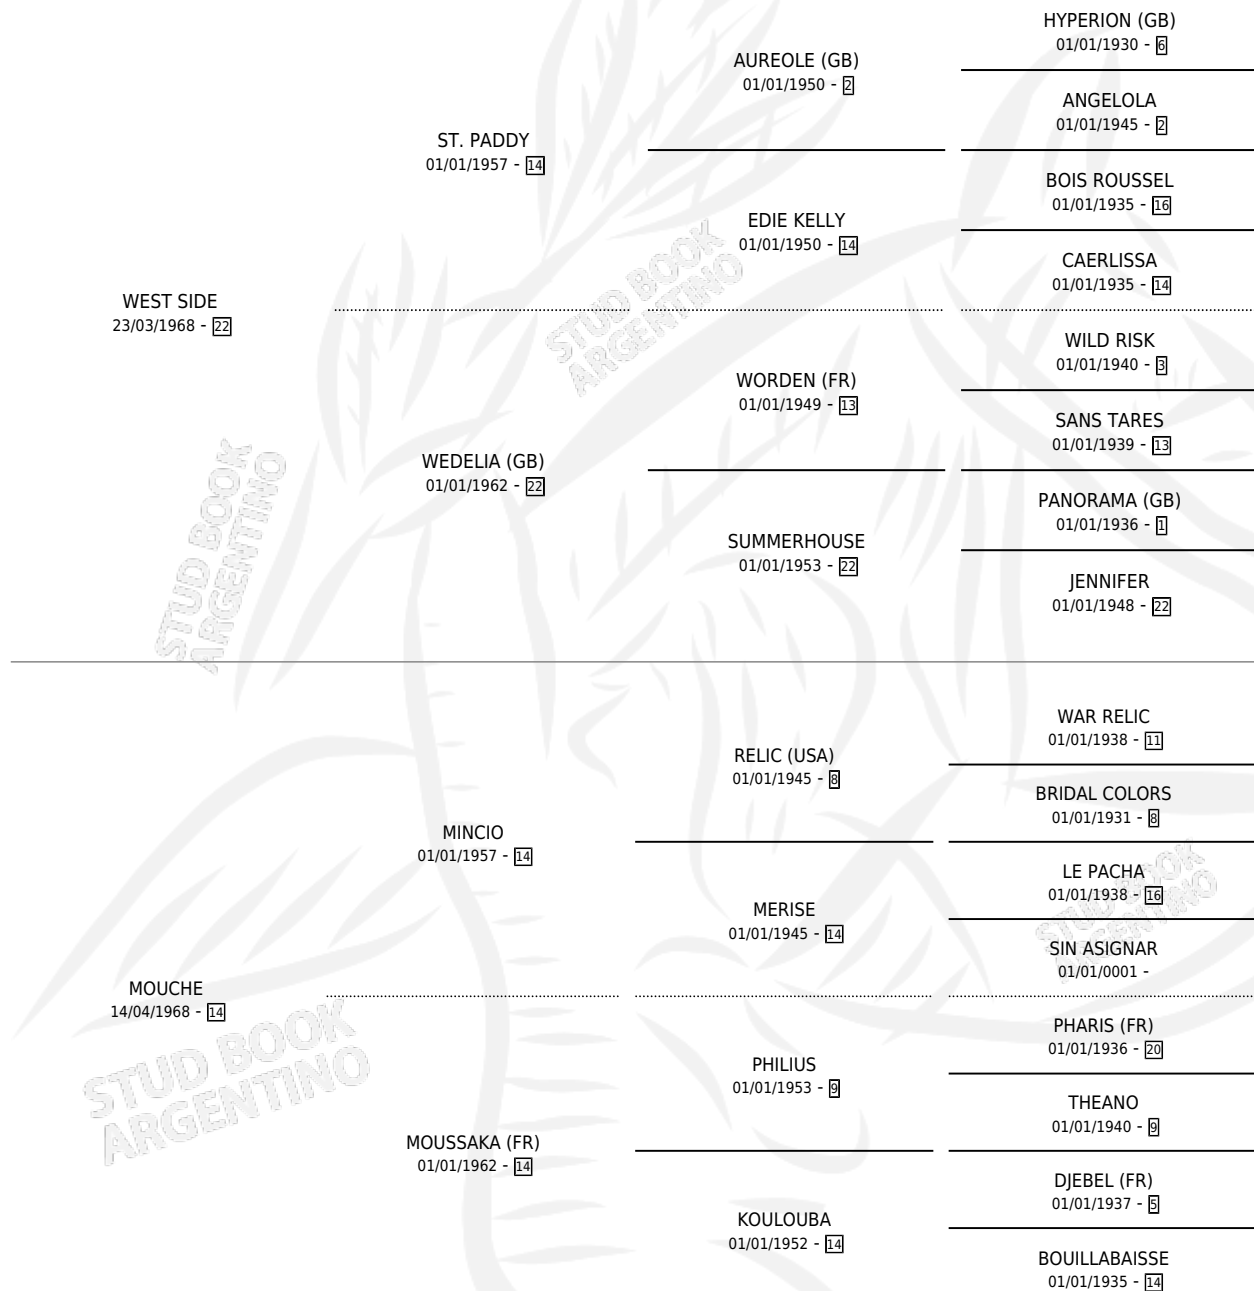 HYPERION (GB)
01/01/1930 - 6
AUREOLE (GB)
01/01/1950 - 2
ANGELOLA
01/01/1945 - 2
ST. PADDY
01/01/1957 - 14
BOIS ROUSSEL
01/01/1935 - 16
EDIE KELLY
01/01/1950 - 14
CAERLISSA
01/01/1935 - 14
WEST SIDE
23/03/1968 - 22
WILD RISK
01/01/1940 - 3
WORDEN (FR)
01/01/1949 - 13
SANS TARES
01/01/1939 - 13
WEDELIA (GB)
01/01/1962 - 22
PANORAMA (GB)
01/01/1936 - 1
SUMMERHOUSE
01/01/1953 - 22
JENNIFER
01/01/1948 - 22
WAR RELIC
01/01/1938 - 11
RELIC (USA)
01/01/1945 - 8
BRIDAL COLORS
01/01/1931 - 8
MINCIO
01/01/1957 - 14
LE PACHA
01/01/1938 - 16
MERISE
01/01/1945 - 14
SIN ASIGNAR
01/01/0001 -
MOUCHE
14/04/1968 - 14
PHARIS (FR)
01/01/1936 - 20
PHILIUS
01/01/1953 - 9
THEANO
01/01/1940 - 9
MOUSSAKA (FR)
01/01/1962 - 14
DJEBEL (FR)
01/01/1937 - 5
KOULOUBA
01/01/1952 - 14
BOUILLABAISSE
01/01/1935 - 14
STUD BOOK
ARGENTINO
STUD BOOK
ARGENTINO
STUD BOOK
ARGENTINO
STUD BOOK
ARGENTINO